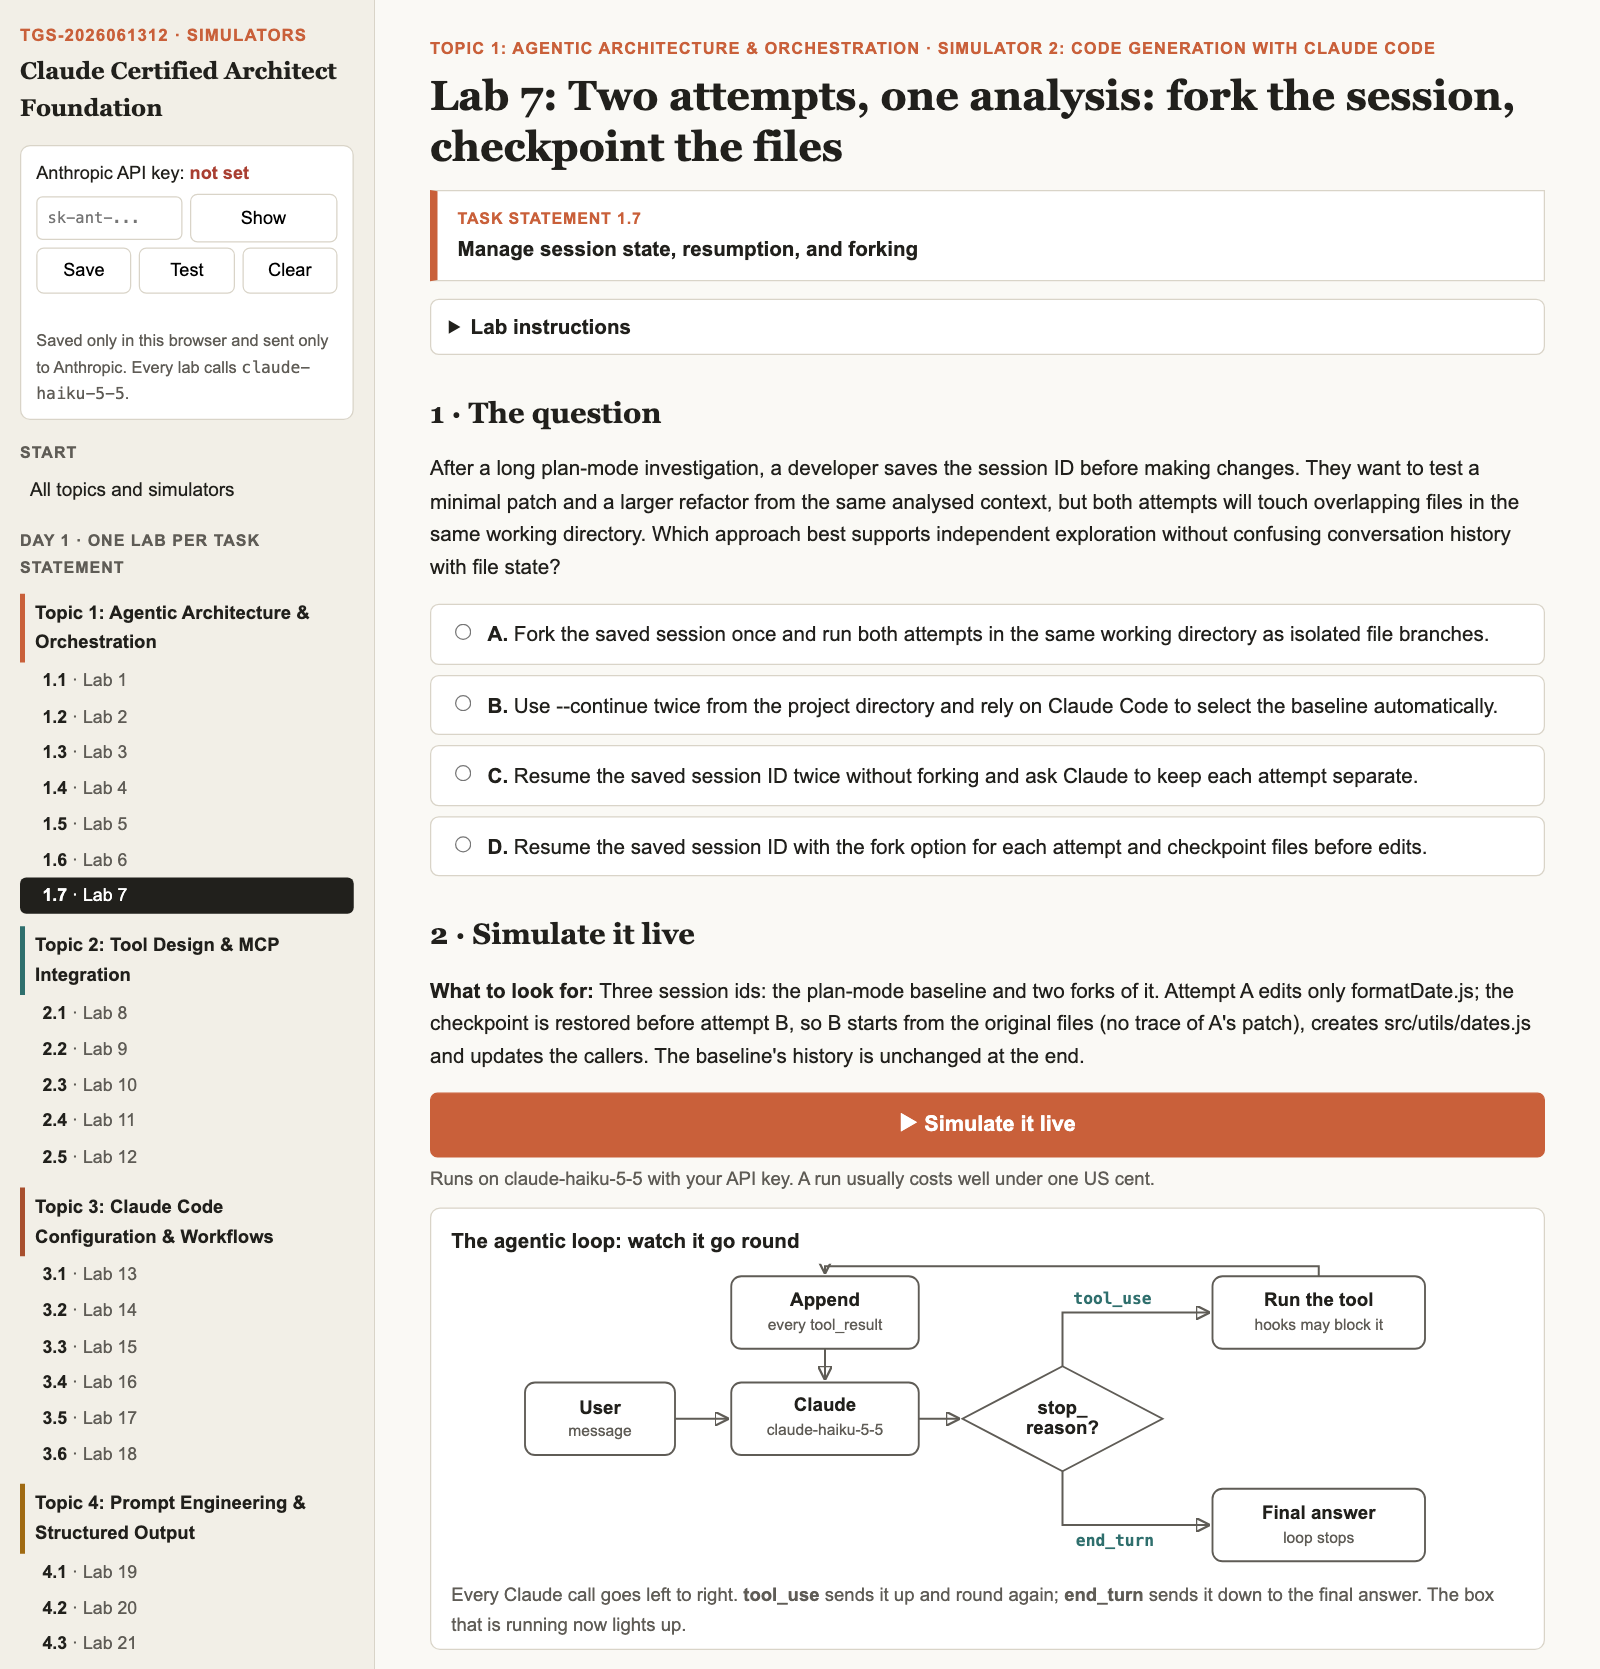 TGS-2026061312 · SIMULATORS
Claude Certified Architect
Foundation
Anthropic API key: not set
sk-ant-...
Show
Save
Test
Clear
Saved only in this browser and sent only
to Anthropic. Every lab calls claude-
haiku-5-5.
START
All topics and simulators
DAY 1 · ONE LAB PER TASK
STATEMENT
Topic 1: Agentic Architecture &
Orchestration
1.1 · Lab 1
1.2 · Lab 2
1.3 · Lab 3
1.4 · Lab 4
1.5 · Lab 5
1.6 · Lab 6
1.7 · Lab 7
Topic 2: Tool Design & MCP
Integration
2.1 · Lab 8
2.2 · Lab 9
2.3 · Lab 10
2.4 · Lab 11
2.5 · Lab 12
Topic 3: Claude Code
Configuration & Workflows
3.1 · Lab 13
3.2 · Lab 14
3.3 · Lab 15
3.4 · Lab 16
3.5 · Lab 17
3.6 · Lab 18
Topic 4: Prompt Engineering &
Structured Output
4.1 · Lab 19
4.2 · Lab 20
4.3 · Lab 21
TOPIC 1: AGENTIC ARCHITECTURE & ORCHESTRATION · SIMULATOR 2: CODE GENERATION WITH CLAUDE CODE
Lab 7: Two attempts, one analysis: fork the session,
checkpoint the files
TASK STATEMENT 1.7
Manage session state, resumption, and forking
▶ Lab instructions
1 · The question
After a long plan-mode investigation, a developer saves the session ID before making changes. They want to test a
minimal patch and a larger refactor from the same analysed context, but both attempts will touch overlapping files in the
same working directory. Which approach best supports independent exploration without confusing conversation history
with file state?
A. Fork the saved session once and run both attempts in the same working directory as isolated file branches.
B. Use --continue twice from the project directory and rely on Claude Code to select the baseline automatically.
C. Resume the saved session ID twice without forking and ask Claude to keep each attempt separate.
D. Resume the saved session ID with the fork option for each attempt and checkpoint files before edits.
2 · Simulate it live
What to look for: Three session ids: the plan-mode baseline and two forks of it. Attempt A edits only formatDate.js; the
checkpoint is restored before attempt B, so B starts from the original files (no trace of A's patch), creates src/utils/dates.js
and updates the callers. The baseline's history is unchanged at the end.
▶ Simulate it live
Runs on claude-haiku-5-5 with your API key. A run usually costs well under one US cent.
The agentic loop: watch it go round
Append
every tool_result
tool_use
Run the tool
hooks may block it
User
message
Claude
claude-haiku-5-5
stop_
reason?
Final answer
loop stops
end_turn
Every Claude call goes left to right. tool_use sends it up and round again; end_turn sends it down to the final answer. The box
that is running now lights up.